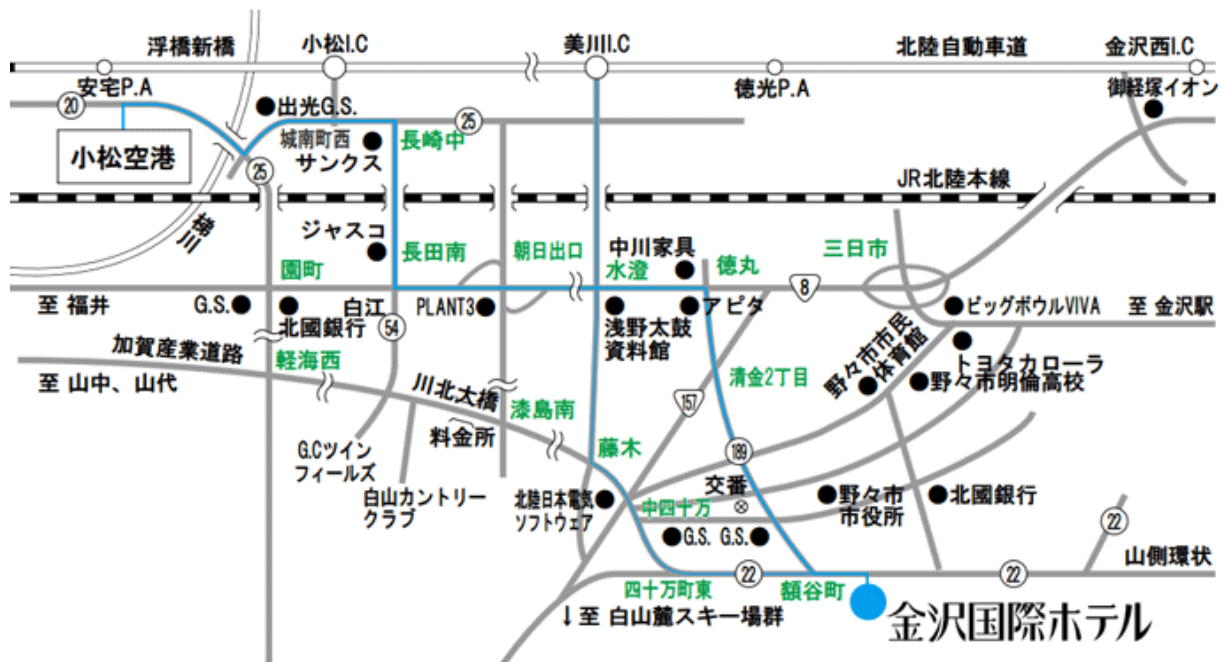 浮橋新橋
小松I.C
美川I.C
北陸自動車道
金沢西I.C
安宅P.A
徳光P.A
御経塚イオン
20
出光G.S.
25
城南町西
サンクス
長崎中
小松空港
25
JR北陸本線
梯川
ジャスコ
長田南
朝日出口
中川家具
徳丸
三日市
園町
水澄
8
至 福井
G.S.
北國銀行
白江
54
PLANT3
浅野太鼓
資料館
アピタ
ビッグボウルVIVA
至 金沢駅
加賀産業道路
軽海西
至 山中、山代
川北大橋
漆島南
料金所
清金2丁目
157
野々市市民
体育館
トヨタカローラ
野々市明倫高校
G.Cツイン
フィールズ
白山カントリー
クラブ
藤木
189
北陸日本電気
ソフトウェア
交番
中四十万
野々市
市役所
北國銀行
G.S.
G.S.
22
山側環状
四十万町東
22
額谷町
22
↓至 白山麓スキー場群
金沢国際ホテル